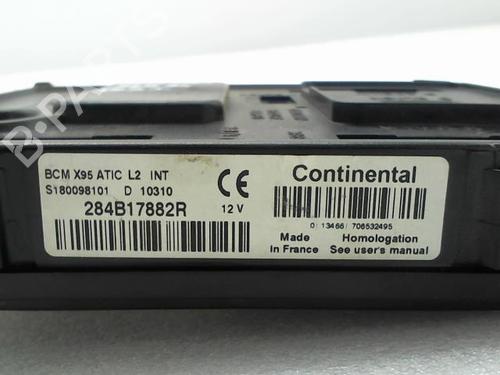 B-PARTS
BCM X95 ATIC L2 INT
S180098101 D 10310
284B17882R
12 V
CE
Continental
0 13466 706532495
Made in France
Homologation
See user's manual